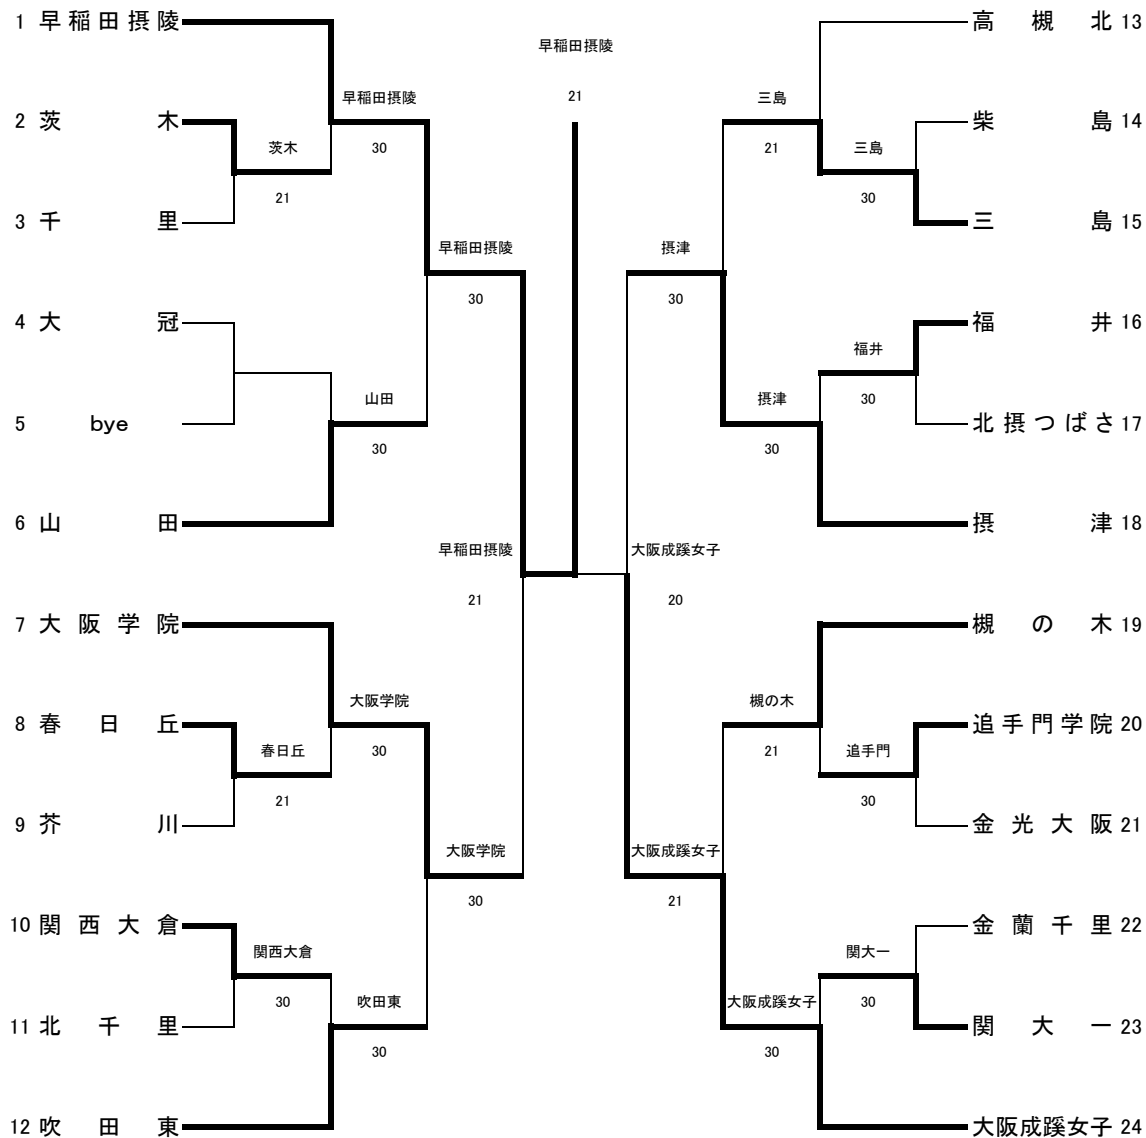 1 早稲田摂陵
2 茨木
3 千里
4 大冠
5 bye
6 山田
7 大阪学院
8 春日丘
9 芥川
10 関西大倉
11 北千里
12 吹田東
茨木
21
春日丘
21
関西大倉
30
早稲田摂陵
30
山田
30
大阪学院
30
吹田東
30
早稲田摂陵
30
大阪学院
30
早稲田摂陵
21
早稲田摂陵
21
大阪成蹊女子
20
摂津
30
大阪成蹊女子
21
三島
21
摂津
30
槻の木
21
大阪成蹊女子
30
三島
30
福井
30
追手門
30
関大一
30
高槻北 13
柴島 14
三島 15
福井 16
北摂つばさ 17
摂津 18
槻の木 19
追手門学院 20
金光大阪 21
金蘭千里 22
関大一 23
大阪成蹊女子 24